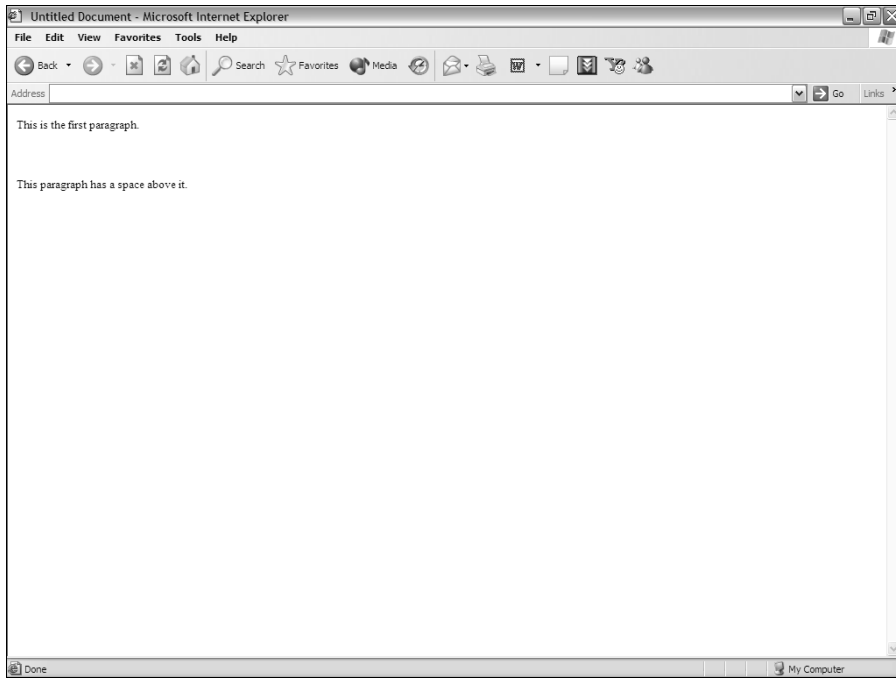 Untitled Document - Microsoft Internet Explorer
File Edit View Favorites Tools Help
Back Search Favorites Media
Address Go Links
This is the first paragraph.
This paragraph has a space above it.
Done My Computer